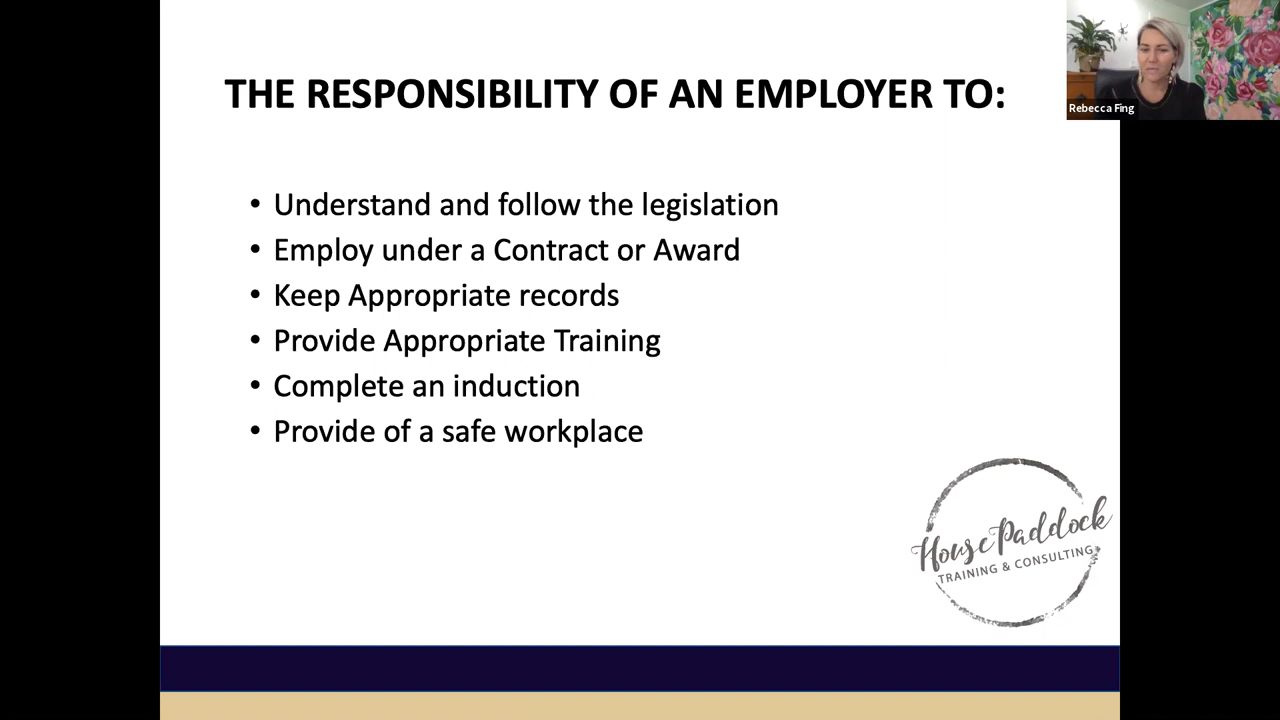 THE RESPONSIBILITY OF AN EMPLOYER TO:
Rebecca Fing
• Understand and follow the legislation
• Employ under a Contract or Award
• Keep Appropriate records
• Provide Appropriate Training
• Complete an induction
• Provide of a safe workplace
House Paddock
TRAINING & CONSULTING